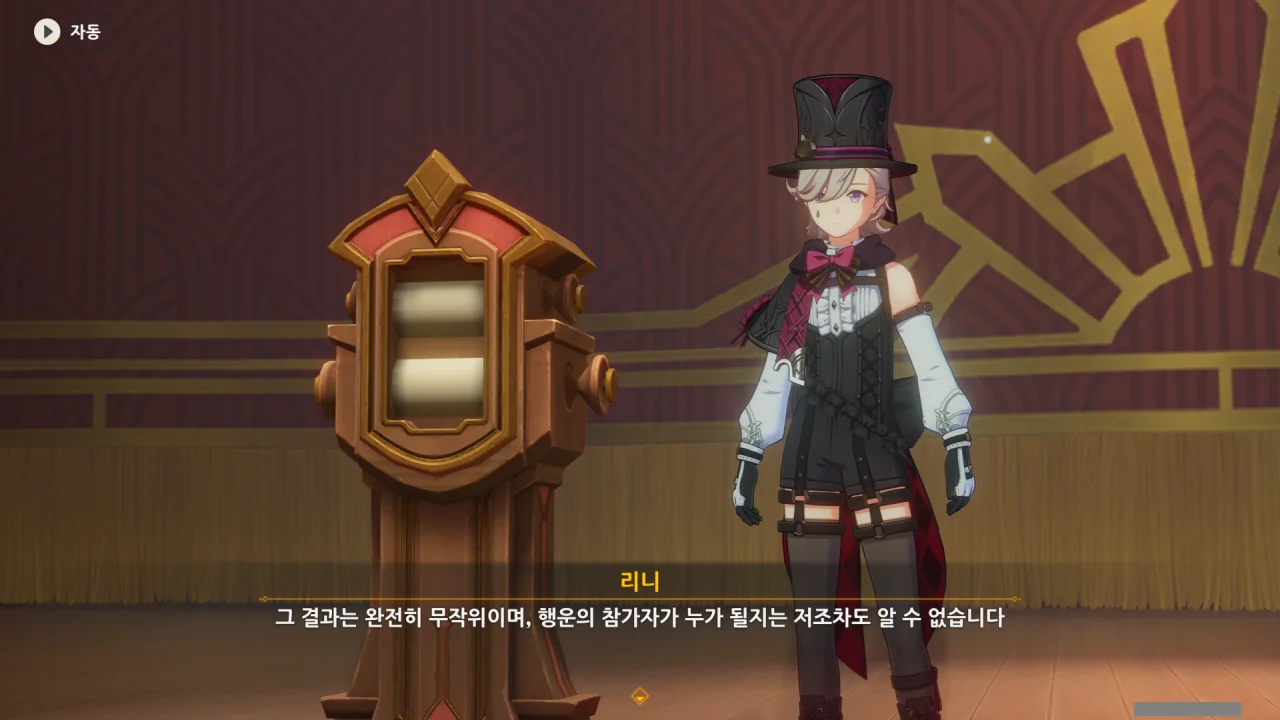 자동
리니
그 결과는 완전히 무작위이며, 행운의 참가자가 누가 될지는 저조차도 알 수 없습니다